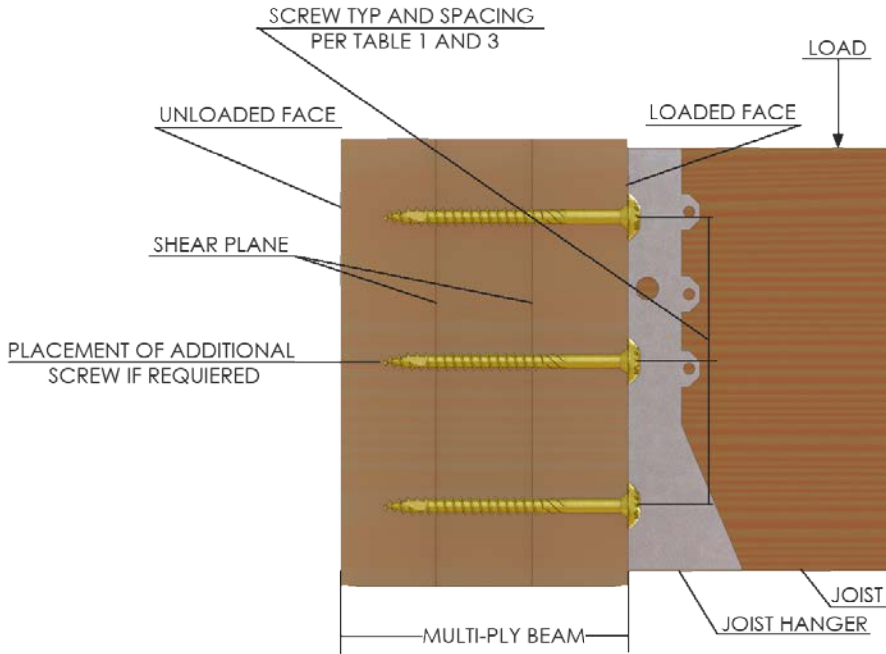 SCREW TYP AND SPACING
PER TABLE 1 AND 3
LOAD
UNLOADED FACE
LOADED FACE
SHEAR PLANE
PLACEMENT OF ADDITIONAL
SCREW IF REQUIERED
JOIST
JOIST HANGER
MULTI-PLY BEAM